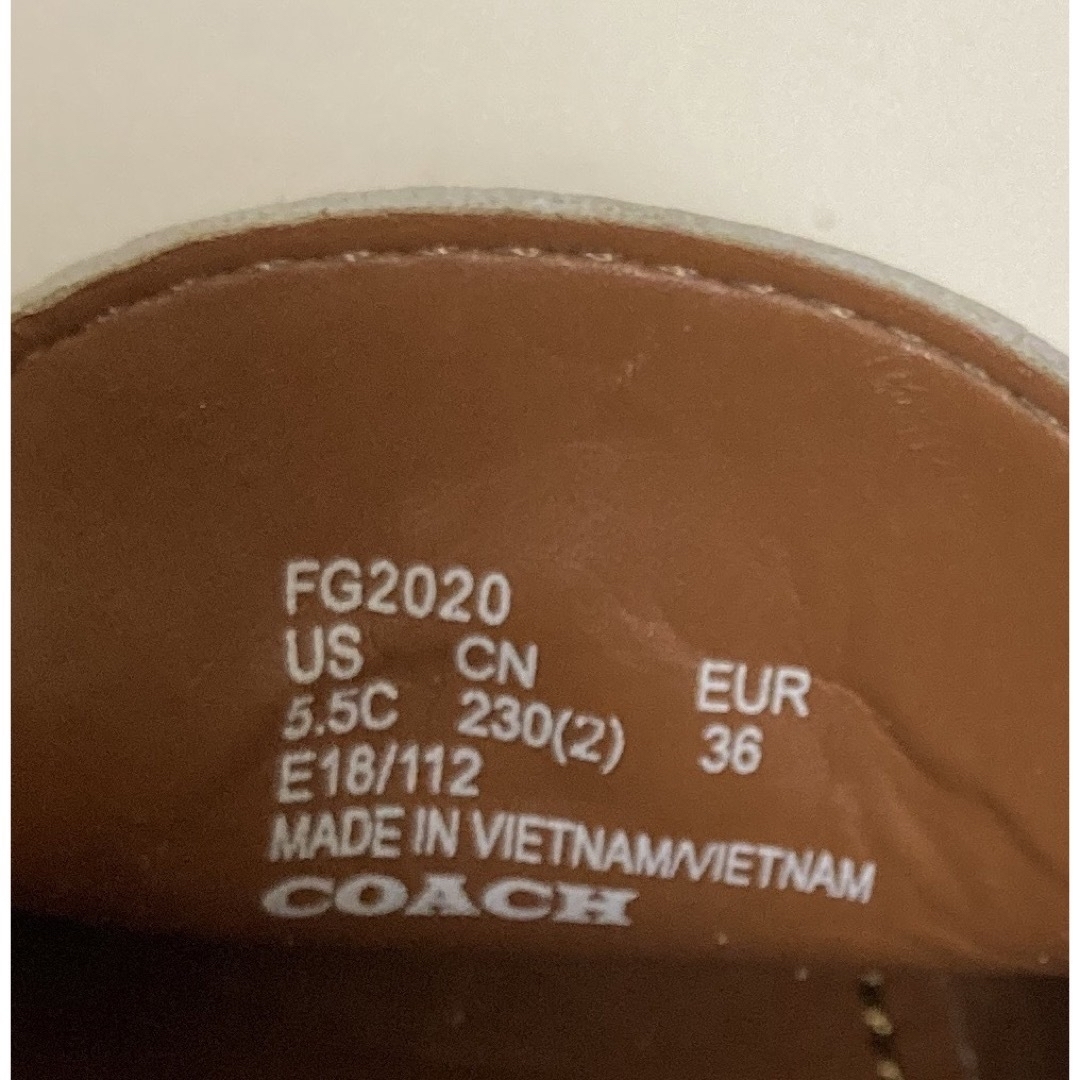 FG2020
US CN EUR
5.5C 230(2) 36
E18/112
MADE IN VIETNAM/VIETNAM
COACH